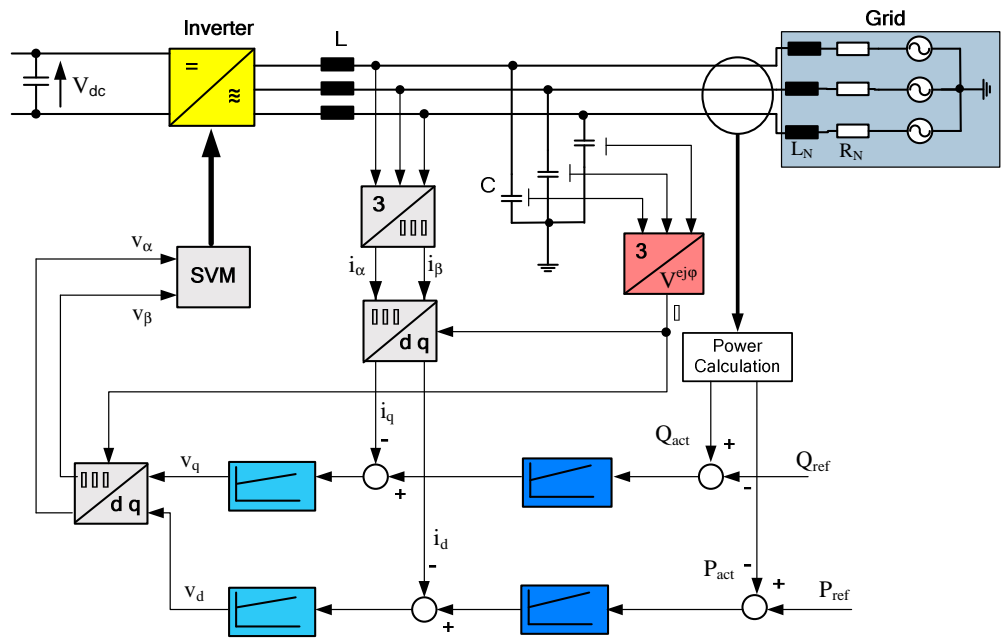 Grid
Inverter
L
V_dc
=
≋
L_N
R_N
C
3
3
V^ejφ
v_α
SVM
v_β
i_α
i_β
d q
Power
Calculation
i_q
-
+
Q_act
+
-
Q_ref
v_q
d q
i_d
-
+
P_act
-
+
P_ref
v_d